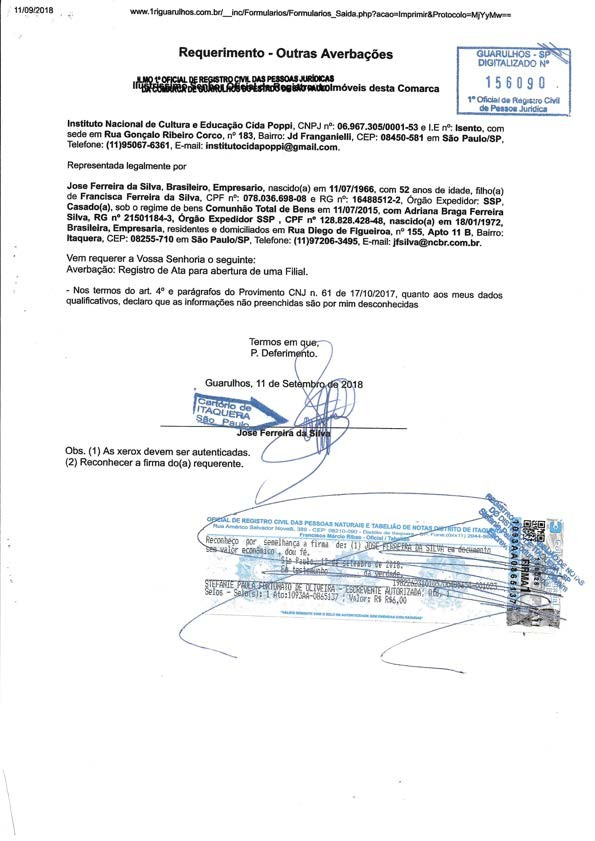 11/09/2018
www.1riguarulhos.com.br/__inc/Formularios/Formularios_Saida.php?acao=Imprimir&Protocolo=MjYyMw==
Requerimento - Outras Averbações
GUARULHOS - SP
DIGITALIZADO Nº
156090
1º Oficial de Registro Civil
de Pessoa Jurídica
ILMO 1º OFICIAL DE REGISTRO CIVIL DAS PESSOAS JURÍDICAS
DA COMARCA DE GUARULHOS ESTADO DE SÃO PAULO
Ilustríssimo Senhor Oficial do Registro de Imóveis desta Comarca
Instituto Nacional de Cultura e Educação Cida Poppi, CNPJ nº: 06.967.305/0001-53 e I.E nº: Isento, com
sede em Rua Gonçalo Ribeiro Corco, nº 183, Bairro: Jd Franganielli, CEP: 08450-581 em São Paulo/SP,
Telefone: (11)95067-6361, E-mail: institutocidapoppi@gmail.com.
Representada legalmente por
Jose Ferreira da Silva, Brasileiro, Empresario, nascido(a) em 11/07/1966, com 52 anos de idade, filho(a)
de Francisca Ferreira da Silva, CPF nº: 078.036.698-08 e RG nº: 16488512-2, Órgão Expedidor: SSP,
Casado(a), sob o regime de bens Comunhão Total de Bens em 11/07/2015, com Adriana Braga Ferreira
Silva, RG nº 21501184-3, Órgão Expedidor SSP , CPF nº 128.828.428-48, nascido(a) em 18/01/1972,
Brasileira, Empresaria, residentes e domiciliados em Rua Diego de Figueiroa, nº 155, Apto 11 B, Bairro:
Itaquera, CEP: 08255-710 em São Paulo/SP, Telefone: (11)97206-3495, E-mail: jfsilva@ncbr.com.br.
Vem requerer a Vossa Senhoria o seguinte:
Averbação: Registro de Ata para abertura de uma Filial.
- Nos termos do art. 4º e parágrafos do Provimento CNJ n. 61 de 17/10/2017, quanto aos meus dados
qualificativos, declaro que as informações não preenchidas são por mim desconhecidas
Termos em que,
P. Deferimento.
Guarulhos, 11 de Setembro de 2018
Cartório de
ITAQUERA
São Paulo
Jose Ferreira da Silva
Obs. (1) As xerox devem ser autenticadas.
(2) Reconhecer a firma do(a) requerente.
OFICIAL DE REGISTRO CIVIL DAS PESSOAS NATURAIS E TABELIÃO DE NOTAS DISTRITO DE ITAQUERA
Rua Américo Salvador Novelli, 389 - CEP 08210-090 - Distrito de Itaquera
Francisco Márcio Ribas - Oficial / Tabelião
Reconheço por semelhança a firma de: (1) JOSE FERREIRA DA SILVA em documento
sem valor econômico, dou fé.
São Paulo, 12 de setembro de 2018.
Em testemunho da verdade.
STEFANIE PAULA FORTUNATO DE OLIVEIRA - ESCREVENTE AUTORIZADA
Selos - Selo(s): 1 Ato:1093AA-0865137 ; Valor: R$ R$6,00
FIRMA 1
1093AA0865137